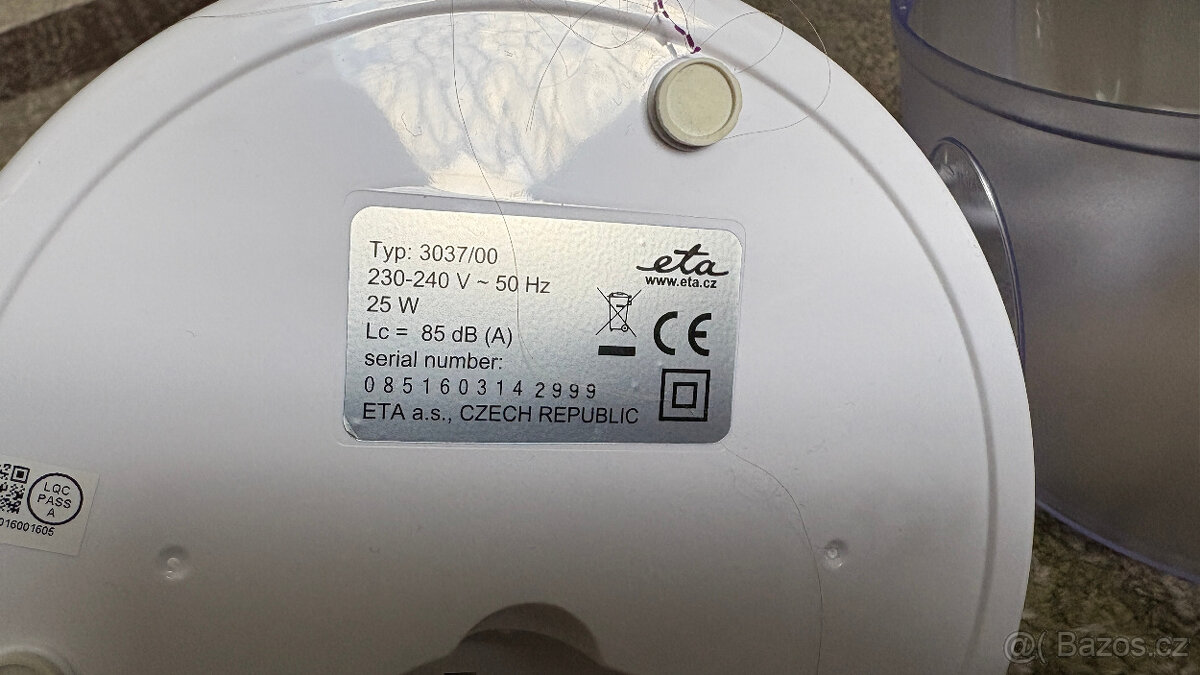 Typ: 3037/00
230-240 V ~ 50 Hz
25 W
Lc = 85 dB (A)
serial number:
0851603142999
ETA a.s., CZECH REPUBLIC
eta
www.eta.cz
CE
LQC
PASS
A
016001605
@( Bazos.cz